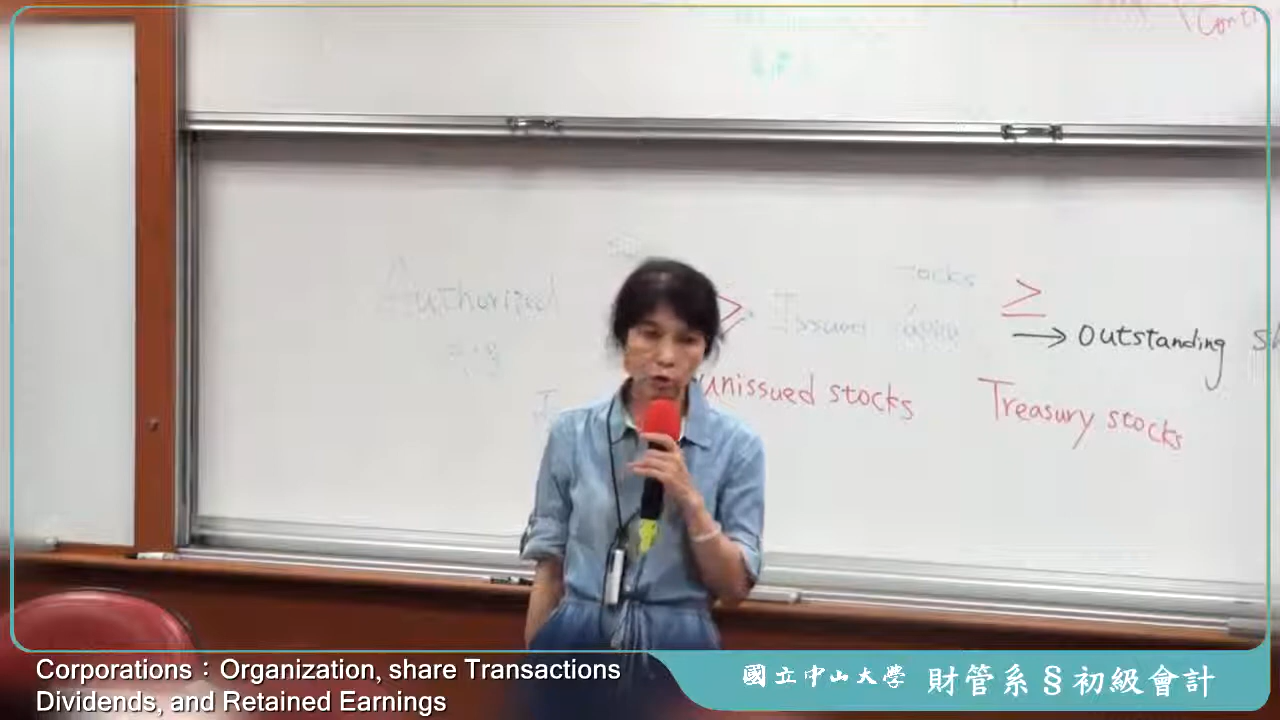 Authorized
Issued
≥
→ Outstanding
unissued stocks
Treasury stocks
Corporations：Organization, share Transactions
Dividends, and Retained Earnings
國立中山大學 財管系§初級會計